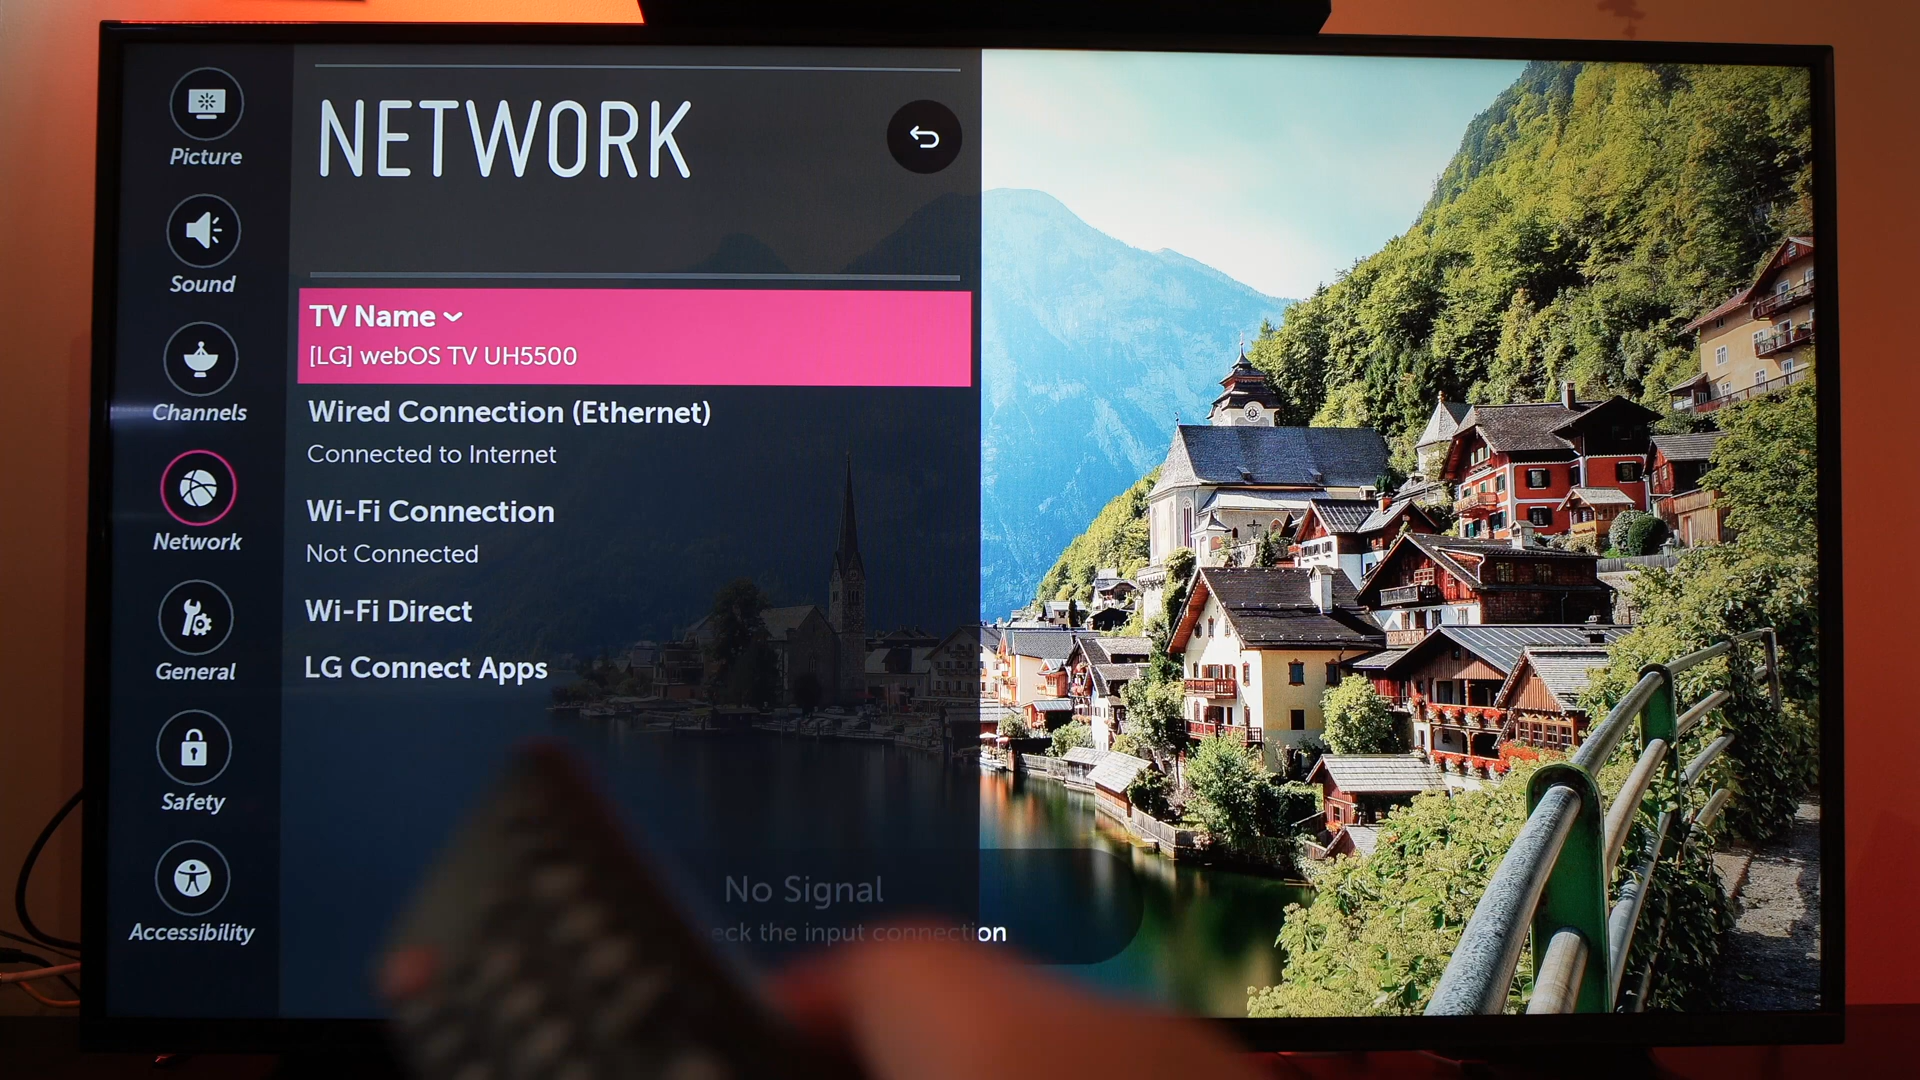 Picture
Sound
Channels
Network
General
Safety
Accessibility
NETWORK
TV Name
[LG] webOS TV UH5500
Wired Connection (Ethernet)
Connected to Internet
Wi-Fi Connection
Not Connected
Wi-Fi Direct
LG Connect Apps
No Signal
eck the input connection